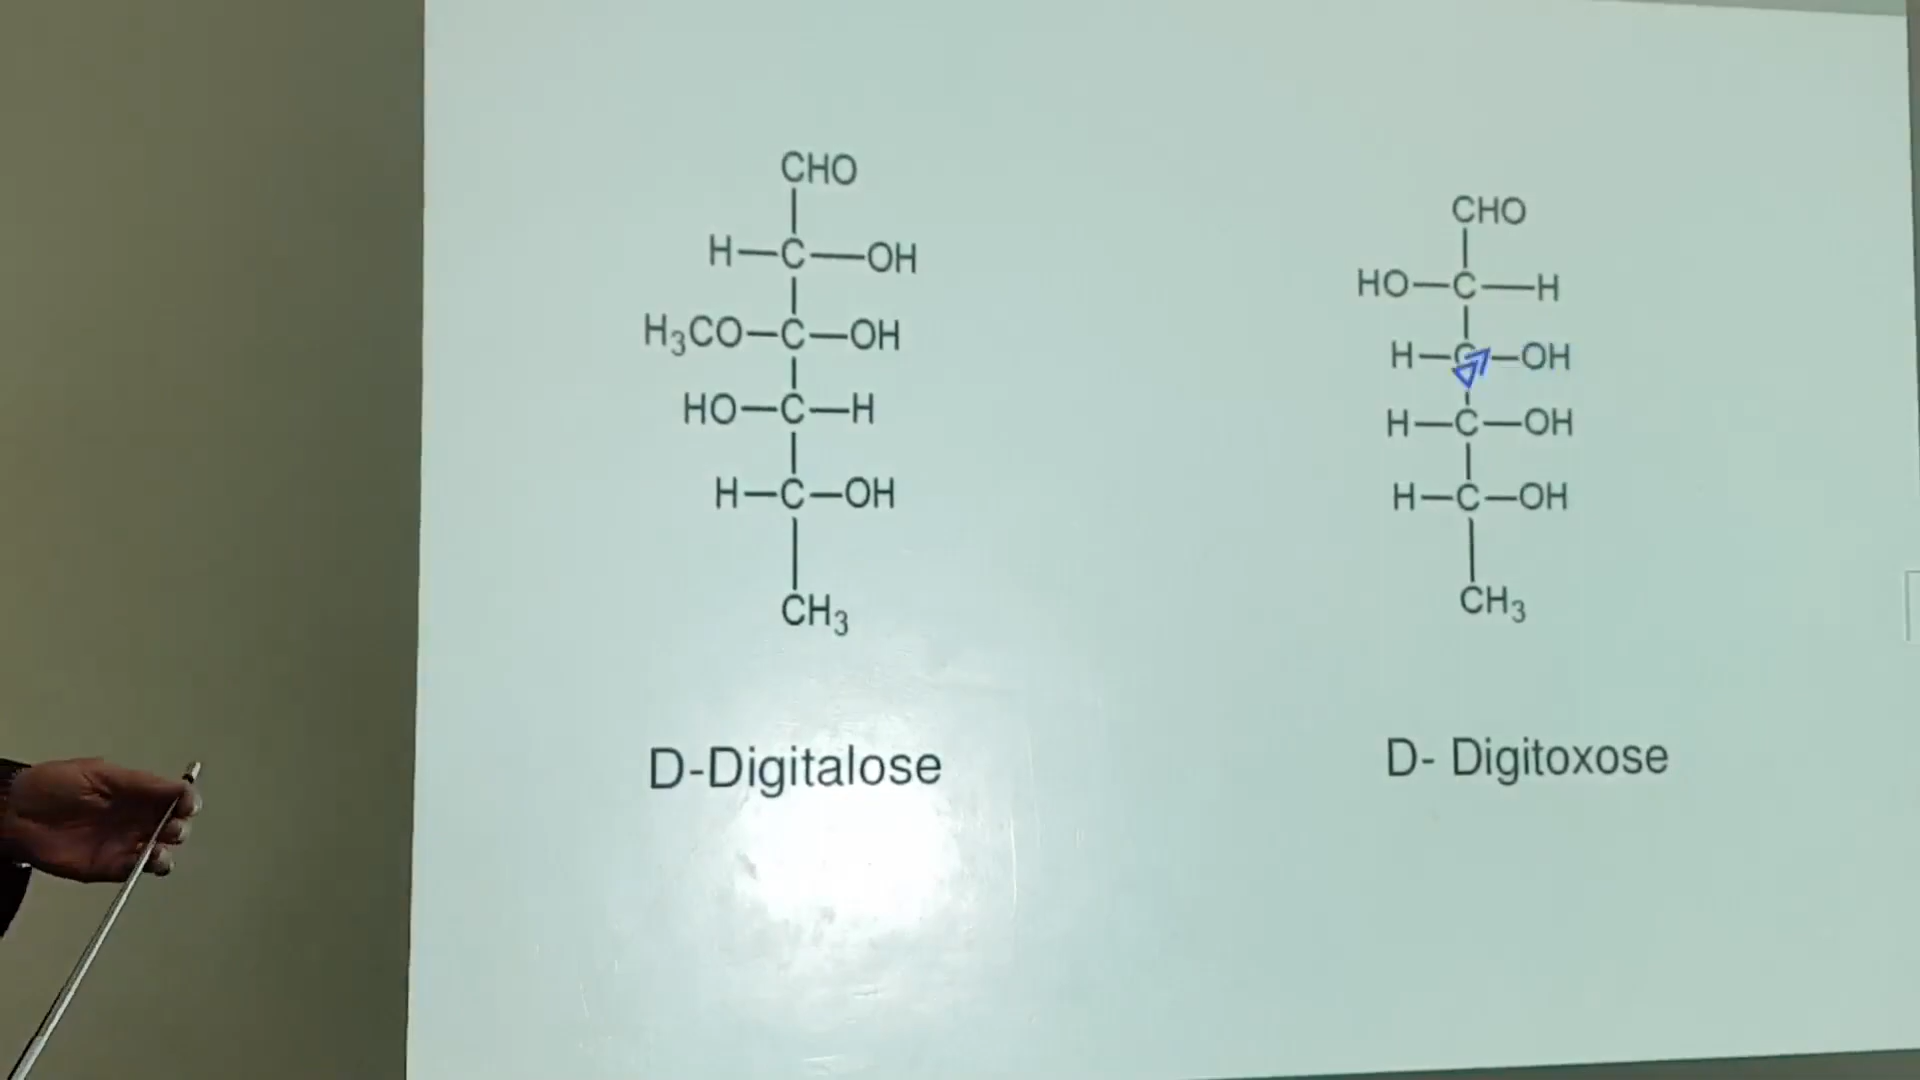 CHO
H—C—OH
H₃CO—C—OH
HO—C—H
H—C—OH
CH₃
D-Digitalose
CHO
HO—C—H
H—C—OH
H—C—OH
H—C—OH
CH₃
D- Digitoxose